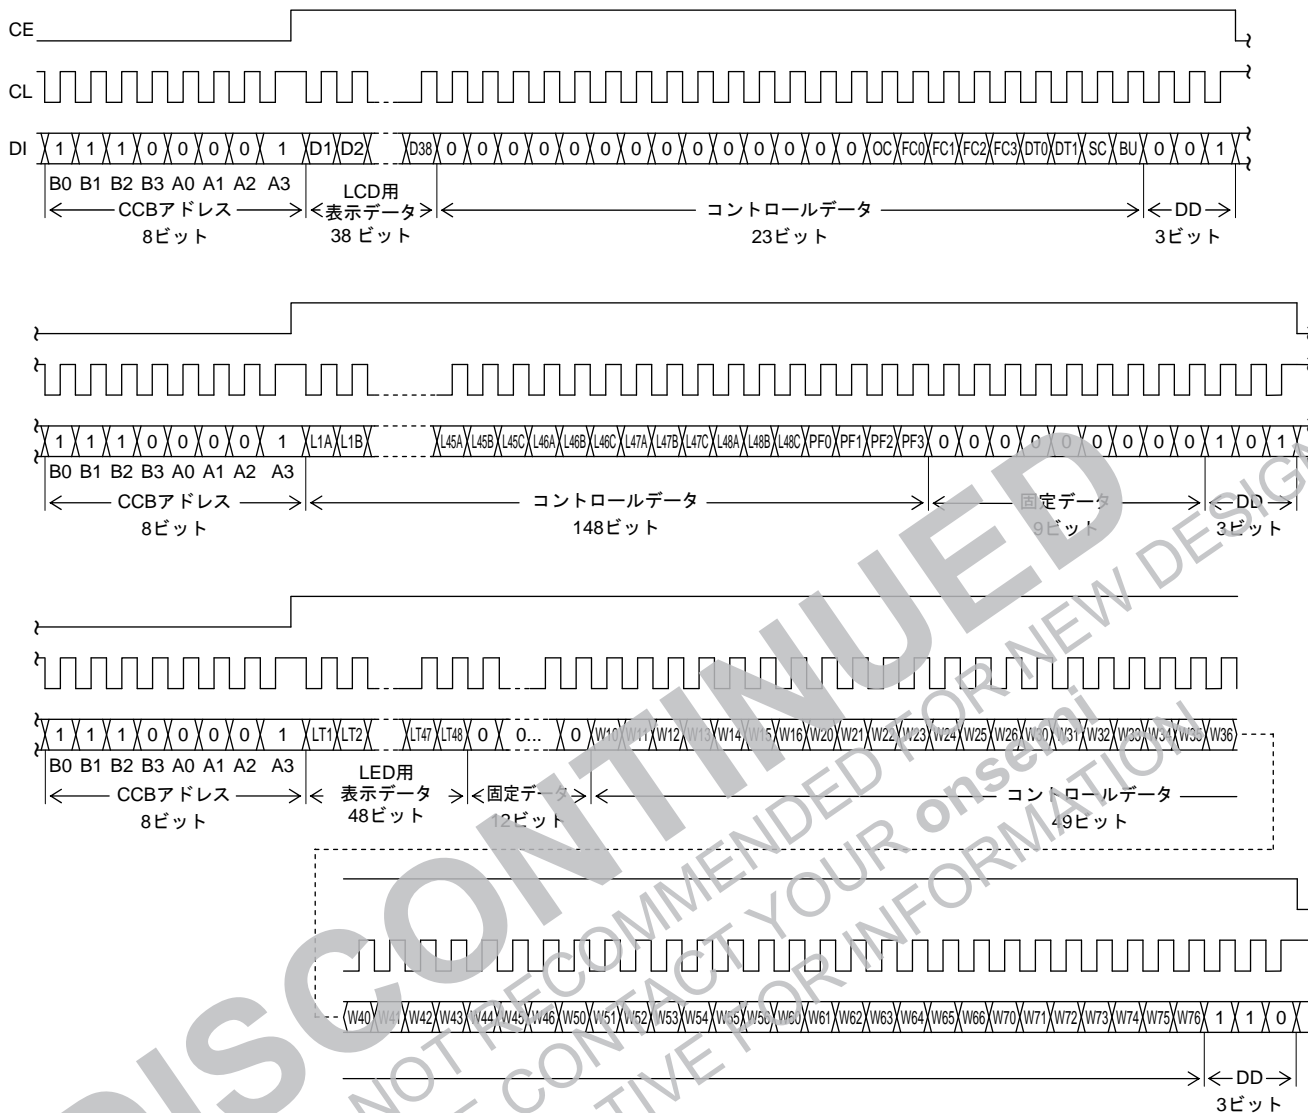 CE
CL
DI 1 1 1 0 0 0 0 1 D1 D2 D38 0 0 0 0 0 0 0 0 0 0 0 0 0 0 OC FC0 FC1 FC2 FC3 DT0 DT1 SC BU 0 0 1
B0 B1 B2 B3 A0 A1 A2 A3
CCBアドレス
8ビット
LCD用
表示データ
38 ビット
コントロールデータ
23ビット
DD
3ビット
1 1 1 0 0 0 0 1 L1A L1B L45A L45B L45C L46A L46B L46C L47A L47B L47C L48A L48B L48C PF0 PF1 PF2 PF3 0 0 0 0 0 0 0 0 0 1 0 1
B0 B1 B2 B3 A0 A1 A2 A3
CCBアドレス
8ビット
コントロールデータ
148ビット
固定データ
9ビット
DD
3ビット
1 1 1 0 0 0 0 1 LT1 LT2 LT47 LT48 0 0... 0 W10 W11 W12 W13 W14 W15 W16 W20 W21 W22 W23 W24 W25 W26 W30 W31 W32 W33 W34 W35 W36
B0 B1 B2 B3 A0 A1 A2 A3
CCBアドレス
8ビット
LED用
表示データ
48ビット
固定データ
12ビット
コントロールデータ
49ビット
W40 W41 W42 W43 W44 W45 W46 W50 W51 W52 W53 W54 W55 W56 W60 W61 W62 W63 W64 W65 W66 W70 W71 W72 W73 W74 W75 W76 1 1 0
DD
3ビット
DISCONTINUED
NOT RECOMMENDED FOR NEW DESIGN
CONTACT YOUR onsemi
FOR INFORMATION